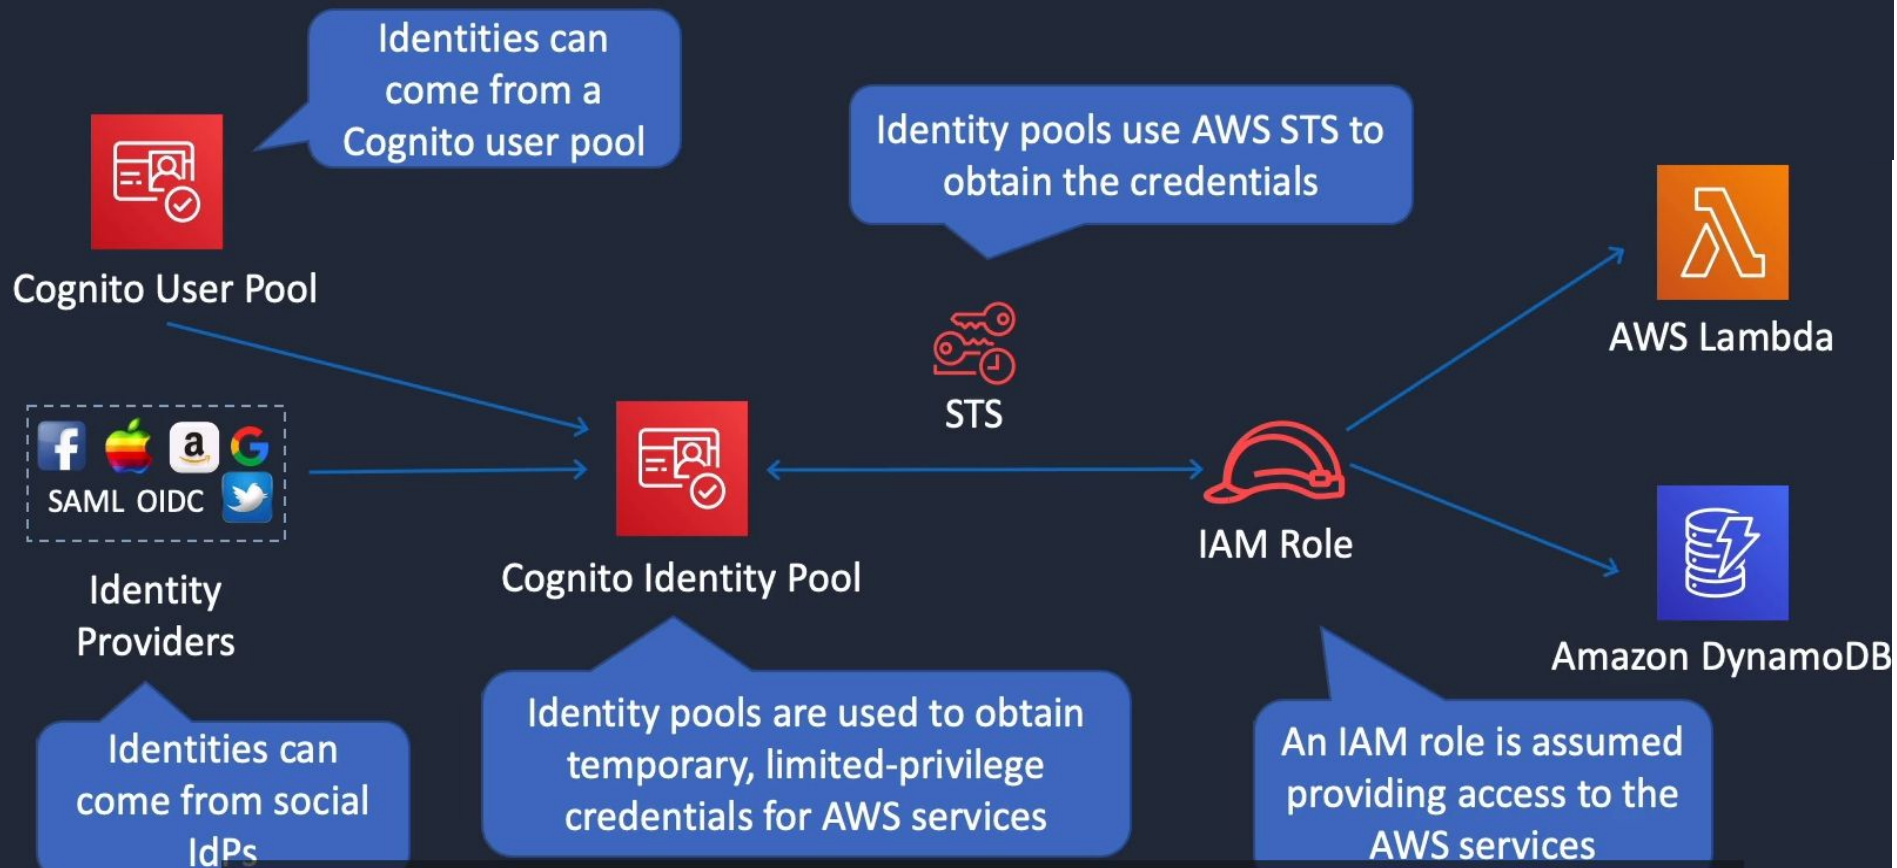 Identities can
come from a
Cognito user pool
Identity pools use AWS STS to
obtain the credentials
Cognito User Pool
AWS Lambda
STS
a
SAML OIDC
IAM Role
Cognito Identity Pool
Identity
Providers
Amazon DynamoDB
Identities can
come from social
IdPs
Identity pools are used to obtain
temporary, limited-privilege
credentials for AWS services
An IAM role is assumed
providing access to the
AWS services